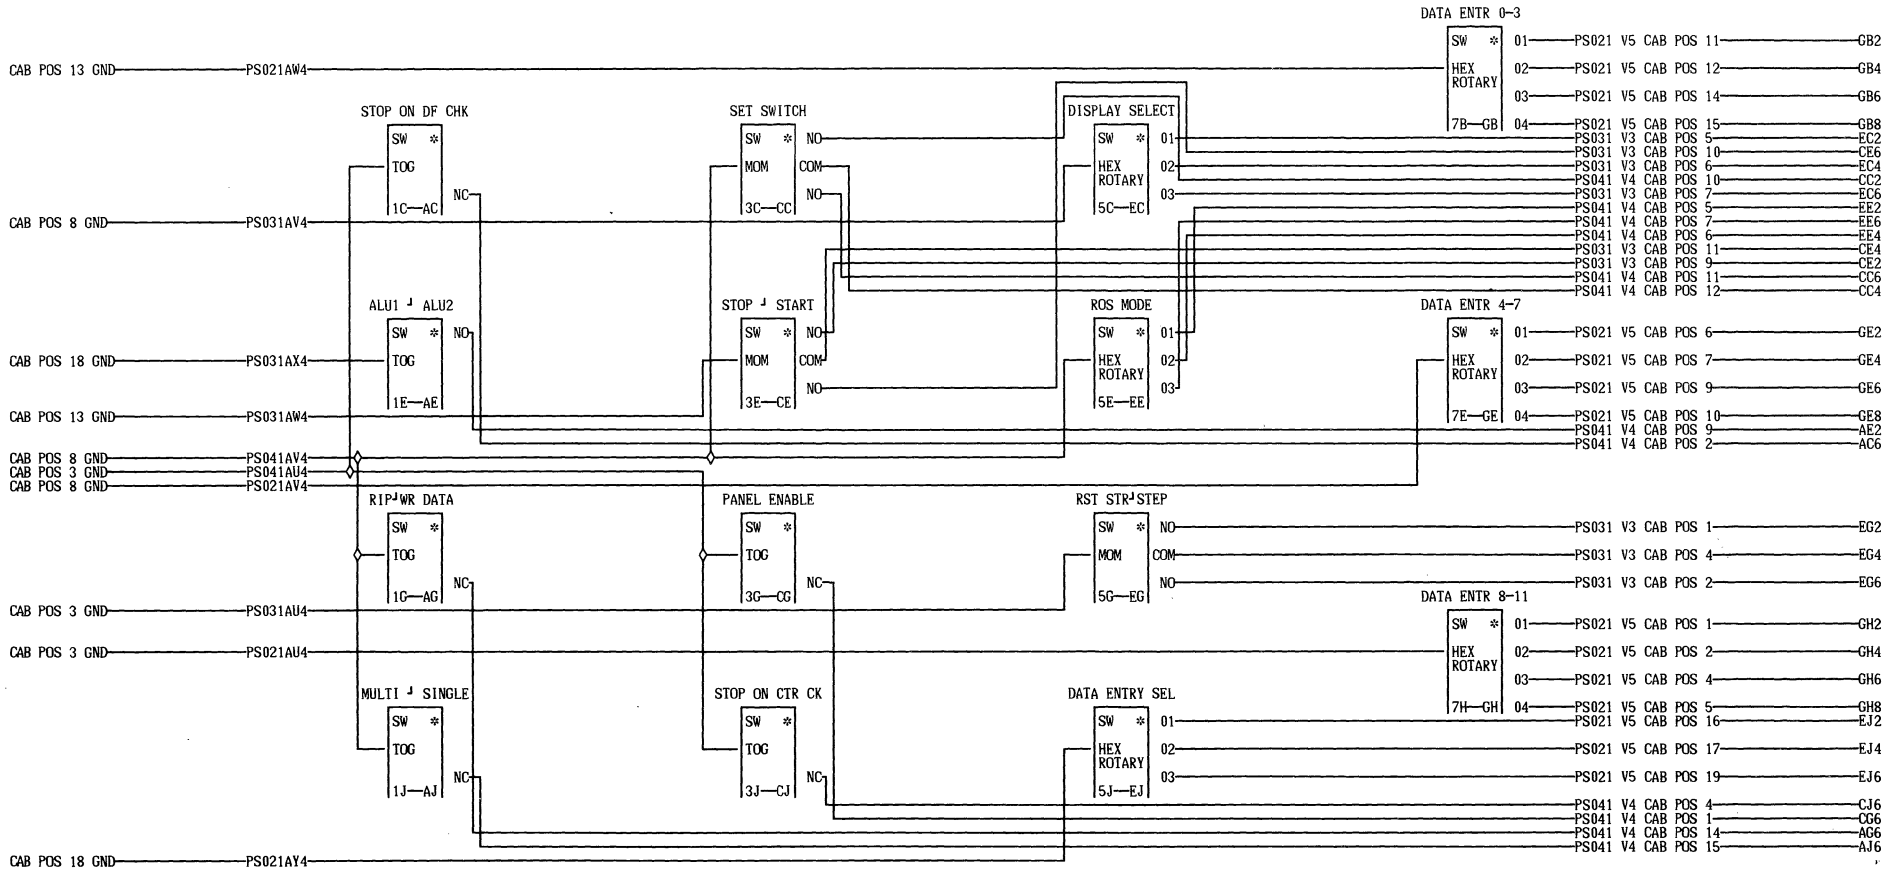 DATA ENTR 0-3
SW * 01 PS021 V5 CAB POS 11 GB2
CAB POS 13 GND PS021AW4 HEX 02 PS021 V5 CAB POS 12 GB4
ROTARY
03 PS021 V5 CAB POS 14 GB6
STOP ON DF CHK SET SWITCH DISPLAY SELECT
7B GB 04 PS021 V5 CAB POS 15 GB8
SW * SW * NO SW * 01 PS031 V3 CAB POS 5 EC2
PS031 V3 CAB POS 10 CE6
TOG MOM COM HEX 02 PS031 V3 CAB POS 6 EC4
ROTARY PS041 V4 CAB POS 10 CC2
NC NO 03 PS031 V3 CAB POS 7 EC6
1C AC 3C CC 5C EC PS041 V4 CAB POS 5 EE2
CAB POS 8 GND PS031AV4 PS041 V4 CAB POS 7 EE6
PS041 V4 CAB POS 6 EE4
PS031 V3 CAB POS 11 CE4
PS031 V3 CAB POS 9 CE2
PS041 V4 CAB POS 11 CC6
PS041 V4 CAB POS 12 CC4
ALU1 ┘ ALU2 STOP ┘ START ROS MODE DATA ENTR 4-7
SW * NO SW * NO SW * 01 SW * 01 PS021 V5 CAB POS 6 GE2
CAB POS 18 GND PS031AX4 TOG MOM COM HEX 02 HEX 02 PS021 V5 CAB POS 7 GE4
ROTARY ROTARY
NO 03 03 PS021 V5 CAB POS 9 GE6
1E AE 3E CE 5E EE
CAB POS 13 GND PS031AW4 7E GE 04 PS021 V5 CAB POS 10 GE8
PS041 V4 CAB POS 9 AE2
PS041 V4 CAB POS 2 AC6
CAB POS 8 GND PS041AV4
CAB POS 3 GND PS041AU4
CAB POS 8 GND PS021AV4
RIP┘WR DATA PANEL ENABLE RST STR┘STEP
SW * SW * SW * NO PS031 V3 CAB POS 1 EG2
TOG TOG MOM COM PS031 V3 CAB POS 4 EG4
NC NC NO PS031 V3 CAB POS 2 EG6
1G AG 3G CG 5G EG DATA ENTR 8-11
CAB POS 3 GND PS031AU4
SW * 01 PS021 V5 CAB POS 1 GH2
CAB POS 3 GND PS021AU4 HEX 02 PS021 V5 CAB POS 2 GH4
ROTARY
03 PS021 V5 CAB POS 4 GH6
MULTI ┘ SINGLE STOP ON CTR CK DATA ENTRY SEL
7H GH 04 PS021 V5 CAB POS 5 GH8
SW * SW * SW * 01 PS021 V5 CAB POS 16 EJ2
TOG TOG HEX 02 PS021 V5 CAB POS 17 EJ4
ROTARY
NC NC 03 PS021 V5 CAB POS 19 EJ6
1J AJ 3J CJ 5J EJ
PS041 V4 CAB POS 4 CJ6
PS041 V4 CAB POS 1 CG6
PS041 V4 CAB POS 14 AG6
PS041 V4 CAB POS 15 AJ6
CAB POS 18 GND PS021AY4